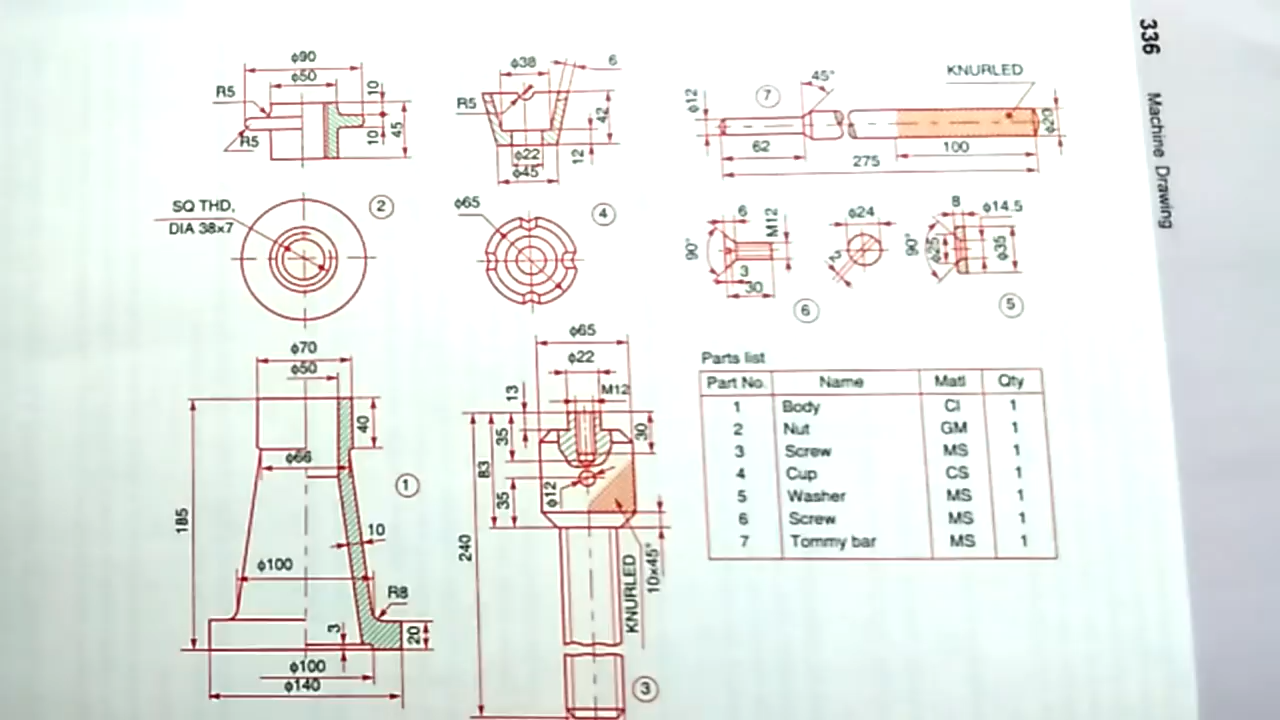 336 Machine Drawing
ϕ90
ϕ50
R5
R5
10
10
45
SQ THD,
DIA 38×7
2
ϕ38
6
R5
42
12
ϕ22
ϕ45
ϕ65
4
KNURLED
45°
7
ϕ12
ϕ20
62
100
275
6
M12
90°
3
30
6
ϕ24
2
8
ϕ14.5
90°
ϕ25
ϕ35
5
ϕ70
ϕ50
40
ϕ66
1
185
10
ϕ100
R8
3
20
ϕ100
ϕ140
ϕ65
ϕ22
13
M12
35
30
83
ϕ12
35
240
KNURLED
10×45°
3
Parts list
Part No. Name Matl Qty
1 Body CI 1
2 Nut GM 1
3 Screw MS 1
4 Cup CS 1
5 Washer MS 1
6 Screw MS 1
7 Tommy bar MS 1